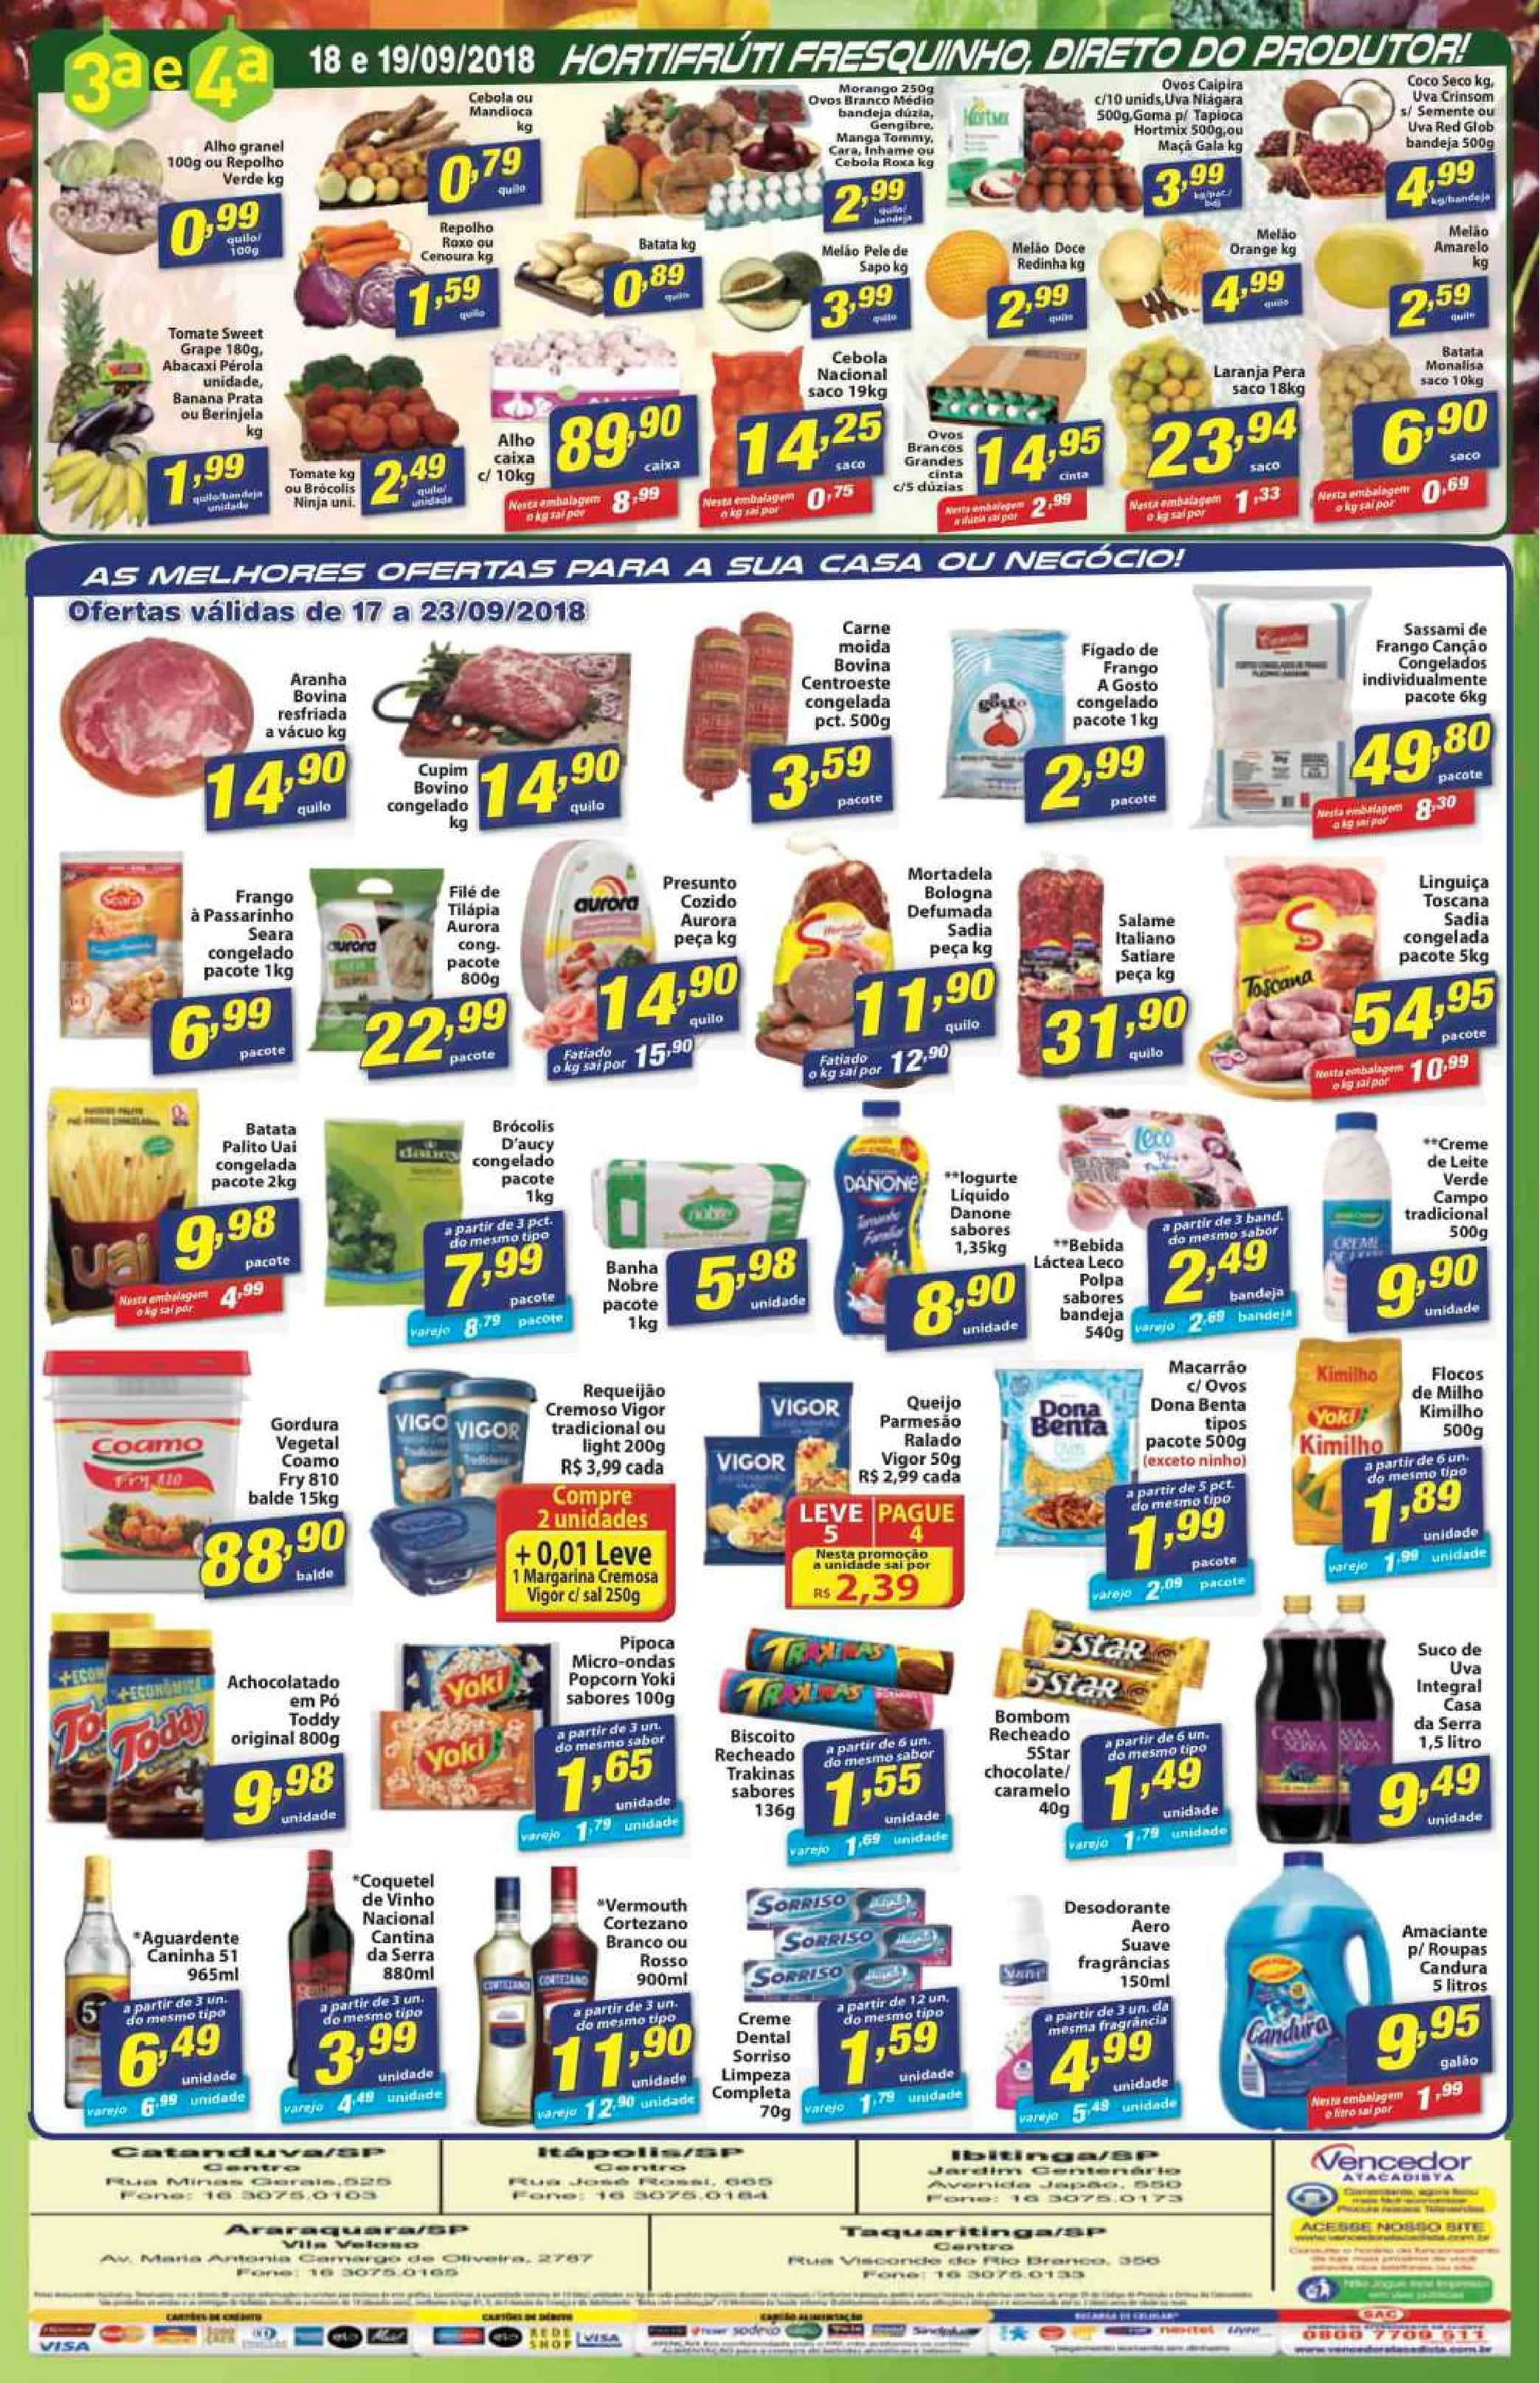 3ª e 4ª
18 e 19/09/2018 HORTIFRÚTI FRESQUINHO, DIRETO DO PRODUTOR!
Alho granel
100g ou Repolho
Verde kg
0,99
quilo/
100g
Cebola ou
Mandioca
kg
0,79
quilo
Morango 250g
Ovos Branco Médio
bandeja dúzia,
Gengibre,
Manga Tommy,
Cara, Inhame ou
Cebola Roxa kg
2,99
quilo/
bandeja
Hortmix
Ovos Caipira
c/10 unids,Uva Niágara
500g,Goma p/ Tapioca
Hortmix 500g,ou
Maçã Gala kg
3,99
kg/pac./
bdj
Coco Seco kg,
Uva Crinsom
s/ Semente ou
Uva Red Glob
bandeja 500g
4,99
kg/bandeja
Repolho
Roxo ou
Cenoura kg
1,59
quilo
Batata kg
0,89
quilo
Melão Pele de
Sapo kg
3,99
quilo
Melão Doce
Redinha kg
2,99
quilo
Melão
Orange kg
4,99
quilo
Melão
Amarelo
kg
2,59
quilo
Tomate Sweet
Grape 180g,
Abacaxi Pérola
unidade,
Banana Prata
ou Berinjela
kg
1,99
quilo/bandeja
unidade
Tomate kg
ou Brócolis
Ninja uni.
2,49
quilo/
unidade
Alho
caixa
c/ 10kg
89,90
caixa
Nesta embalagem
o kg sai por 8,99
Cebola
Nacional
saco 19kg
14,25
saco
Nesta embalagem
o kg sai por 0,75
Ovos
Brancos
Grandes
cinta
c/5 dúzias
14,95
cinta
Nesta embalagem
a dúzia sai por 2,99
Laranja Pera
saco 18kg
23,94
saco
Nesta embalagem
o kg sai por 1,33
Batata
Monalisa
saco 10kg
6,90
saco
Nesta embalagem
o kg sai por 0,69
AS MELHORES OFERTAS PARA A SUA CASA OU NEGÓCIO!
Ofertas válidas de 17 a 23/09/2018
Aranha
Bovina
resfriada
a vácuo kg
14,90
quilo
Cupim
Bovino
congelado
kg
14,90
quilo
Carne
moida
Bovina
Centroeste
congelada
pct. 500g
3,59
pacote
Fígado de
Frango
A Gosto
congelado
pacote 1kg
2,99
pacote
Sassami de
Frango Canção
Congelados
individualmente
pacote 6kg
49,80
pacote
Nesta embalagem
o kg sai por 8,30
Frango
à Passarinho
Seara
congelado
pacote 1kg
6,99
pacote
Filé de
Tilápia
Aurora
cong.
pacote
800g
22,99
pacote
Presunto
Cozido
Aurora
peça kg
14,90
quilo
Fatiado
o kg sai por 15,90
Mortadela
Bologna
Defumada
Sadia
peça kg
11,90
quilo
Fatiado
o kg sai por 12,90
Salame
Italiano
Satiare
peça kg
31,90
quilo
Linguiça
Toscana
Sadia
congelada
pacote 5kg
54,95
pacote
Nesta embalagem
o kg sai por 10,99
Batata
Palito Uai
congelada
pacote 2kg
9,98
pacote
Nesta embalagem
o kg sai por 4,99
Brócolis
D'aucy
congelado
pacote
1kg
a partir de 3 pct.
do mesmo tipo
7,99
pacote
varejo 8,79 pacote
Banha
Nobre
pacote
1kg
5,98
unidade
**Iogurte
Líquido
Danone
sabores
1,35kg
8,90
unidade
**Bebida
Láctea Leco
Polpa
sabores
bandeja
540g
a partir de 3 band.
do mesmo sabor
2,49
bandeja
varejo 2,69 bandeja
**Creme
de Leite
Verde
Campo
tradicional
500g
9,90
unidade
Gordura
Vegetal
Coamo
Fry 810
balde 15kg
88,90
balde
Requeijão
Cremoso Vigor
tradicional ou
light 200g
R$ 3,99 cada
Compre
2 unidades
+ 0,01 Leve
1 Margarina Cremosa
Vigor c/ sal 250g
Queijo
Parmesão
Ralado
Vigor 50g
R$ 2,99 cada
LEVE 5 PAGUE 4
Nesta promoção
a unidade sai por
R$ 2,39
Macarrão
c/ Ovos
Dona Benta
tipos
pacote 500g
(exceto ninho)
a partir de 5 pct.
do mesmo tipo
1,99
pacote
varejo 2,09 pacote
Flocos
de Milho
Kimilho
500g
a partir de 6 un.
do mesmo tipo
1,89
unidade
varejo 1,99 unidade
Achocolatado
em Pó
Toddy
original 800g
9,98
unidade
Pipoca
Micro-ondas
Popcorn Yoki
sabores 100g
a partir de 3 un.
do mesmo sabor
1,65
unidade
varejo 1,79 unidade
Biscoito
Recheado
Trakinas
sabores
136g
a partir de 6 un.
do mesmo sabor
1,55
unidade
varejo 1,69 unidade
Bombom
Recheado
5Star
chocolate/
caramelo
40g
a partir de 6 un.
do mesmo tipo
1,49
unidade
varejo 1,79 unidade
Suco de
Uva
Integral
Casa
da Serra
1,5 litro
9,49
unidade
*Aguardente
Caninha 51
965ml
a partir de 3 un.
do mesmo tipo
6,49
unidade
varejo 6,99 unidade
*Coquetel
de Vinho
Nacional
Cantina
da Serra
880ml
a partir de 3 un.
do mesmo tipo
3,99
unidade
varejo 4,49 unidade
*Vermouth
Cortezano
Branco ou
Rosso
900ml
a partir de 3 un.
do mesmo tipo
11,90
unidade
varejo 12,90 unidade
Creme
Dental
Sorriso
Limpeza
Completa
70g
a partir de 12 un.
do mesmo tipo
1,59
unidade
varejo 1,79 unidade
Desodorante
Aero
Suave
fragrâncias
150ml
a partir de 3 un. da
mesma fragrância
4,99
unidade
varejo 5,49 unidade
Amaciante
p/ Roupas
Candura
5 litros
9,95
galão
Nesta embalagem
o litro sai por 1,99
Catanduva/SP
Centro
Rua Minas Gerais,525
Fone: 16 3075.0103
Itápolis/SP
Centro
Rua José Rossi, 665
Fone: 16 3075.0184
Ibitinga/SP
Jardim Centenário
Avenida Japão, 550
Fone: 16 3075.0173
Araraquara/SP
Vila Veloso
Av. Maria Antonia Camargo de Oliveira, 2787
Fone: 16 3075.0165
Taquaritinga/SP
Centro
Rua Visconde do Rio Branco, 356
Fone: 16 3075.0133
Vencedor
ATACADISTA
ACESSE NOSSO SITE
www.vencedoratacadista.com.br
CARTÕES DE CRÉDITO
CARTÕES DE DÉBITO
CARTÃO ALIMENTAÇÃO
RECARGA DE CELULAR*
VISA
elo
REDE
SHOP
VISA
sodexo
nextel
*pagamento somente em dinheiro
SAC
0800 7709 511
www.vencedoratacadista.com.br